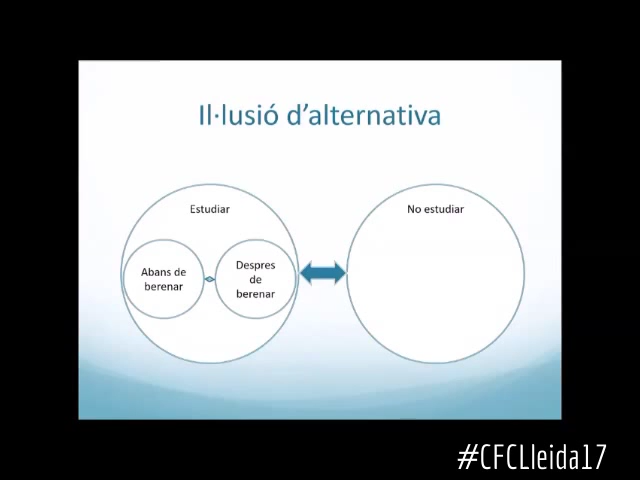 Il·lusió d'alternativa
Estudiar
No estudiar
Abans de
berenar
Despres
de
berenar
#CFCLleida17